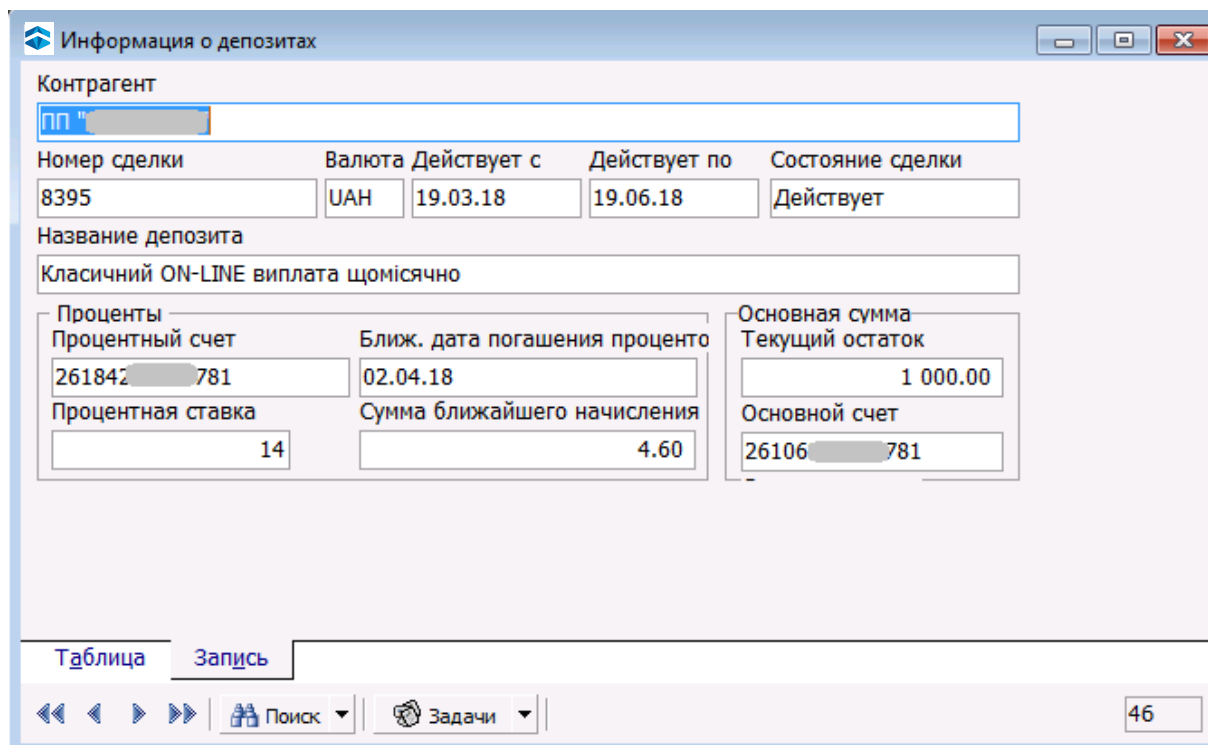 Информация о депозитах
Контрагент
ПП "
Номер сделки Валюта Действует с Действует по Состояние сделки
8395 UAH 19.03.18 19.06.18 Действует
Название депозита
Класичний ON-LINE виплата щомісячно
Проценты Основная сумма
Процентный счет Ближ. дата погашения проценто Текущий остаток
261842 781 02.04.18 1 000.00
Процентная ставка Сумма ближайшего начисления Основной счет
14 4.60 26106 781
Таблица Запись
Поиск Задачи 46